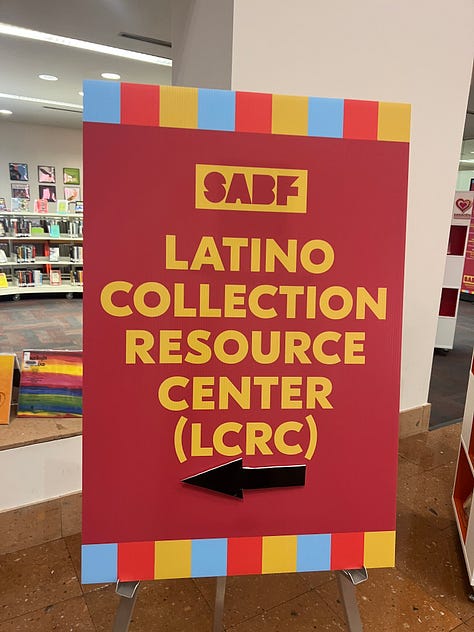 SABF
LATINO
COLLECTION
RESOURCE
CENTER
(LCRC)